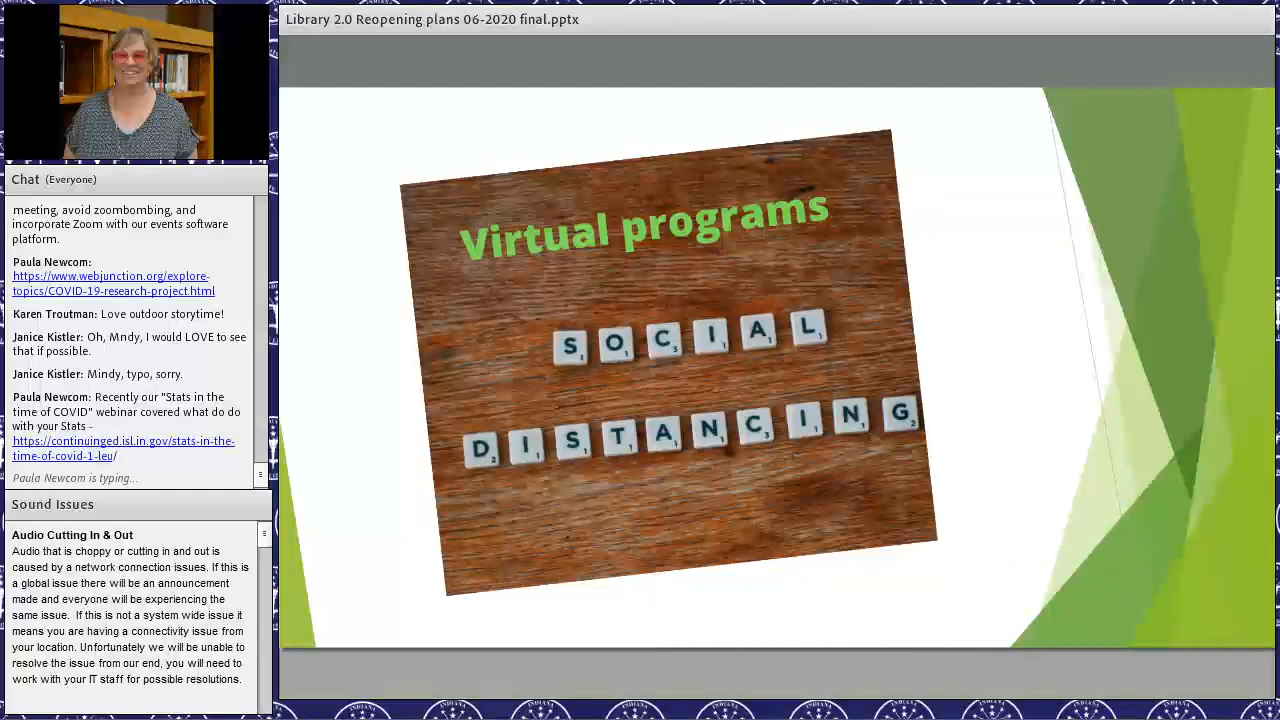 Library 2.0 Reopening plans 06-2020 final.pptx
Chat (Everyone)
meeting, avoid zoombombing, and
incorporate Zoom with our events software
platform.
Paula Newcom:
https://www.webjunction.org/explore-
topics/COVID-19-research-project.html
Karen Troutman: Love outdoor storytime!
Janice Kistler: Oh, Mndy, I would LOVE to see
that if possible.
Janice Kistler: Mindy, typo, sorry.
Paula Newcom: Recently our "Stats in the
time of COVID" webinar covered what do do
with your Stats -
https://continuinged.isl.in.gov/stats-in-the-
time-of-covid-1-leu/
Paula Newcom is typing...
Sound Issues
Audio Cutting In & Out
Audio that is choppy or cutting in and out is
caused by a network connection issues. If this is
a global issue there will be an announcement
made and everyone will be experiencing the
same issue.  If this is not a system wide issue it
means you are having a connectivity issue from
your location. Unfortunately we will be unable to
resolve the issue from our end, you will need to
work with your IT staff for possible resolutions.
Virtual programs
SOCIAL
DISTANCING
INDIANA